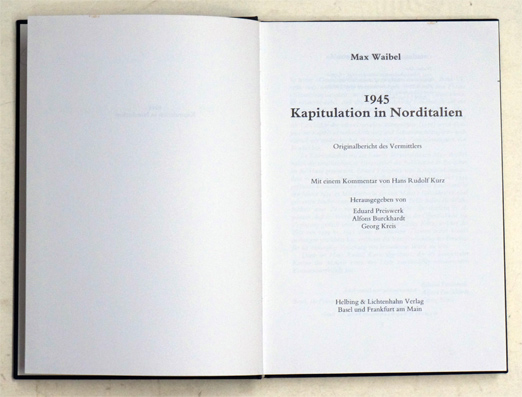 Max Waibel
1945
Kapitulation in Norditalien
Originalbericht des Vermittlers
Mit einem Kommentar von Hans Rudolf Kurz
Herausgegeben von
Eduard Preiswerk
Alfons Burckhardt
Georg Kreis
Helbing & Lichtenhahn Verlag
Basel und Frankfurt am Main